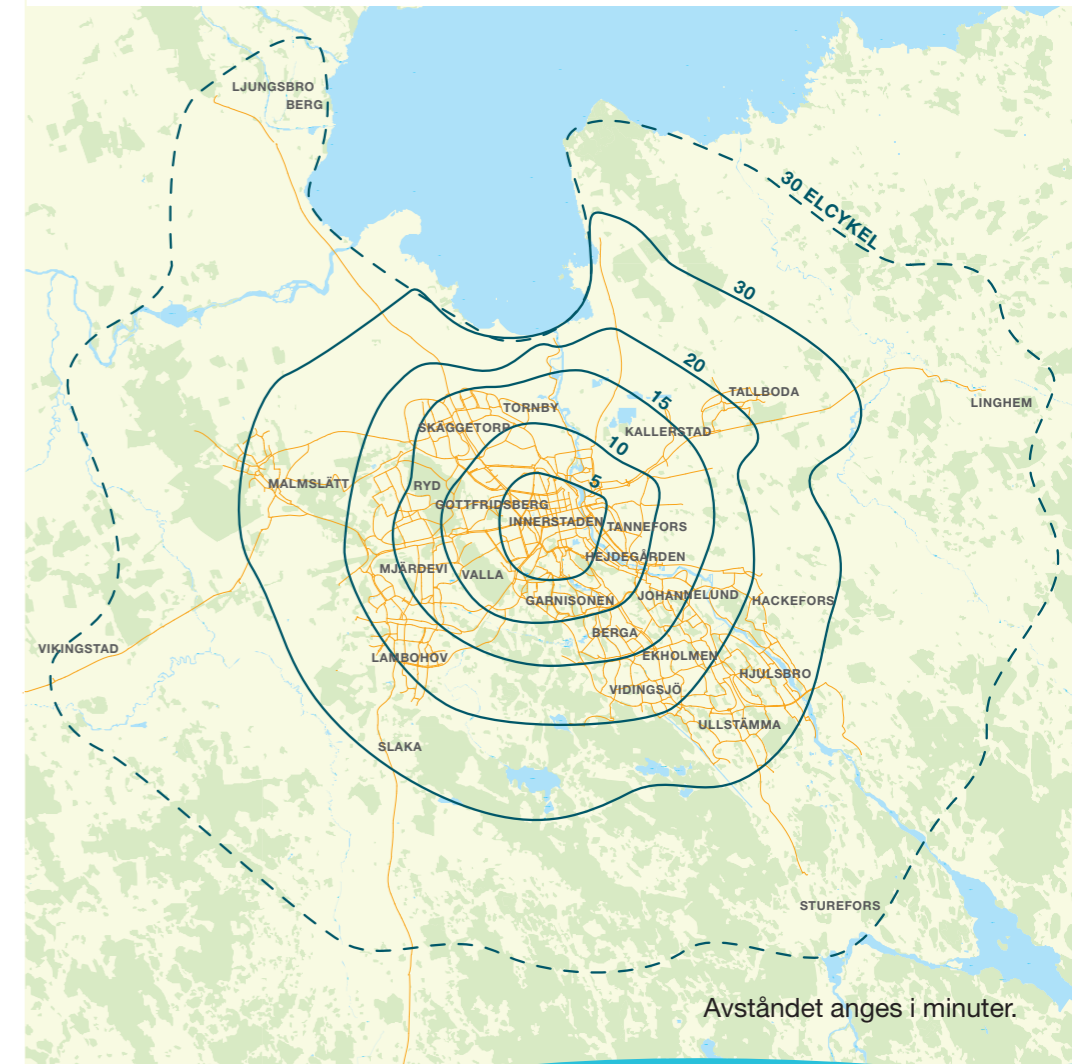 LJUNGSBRO
BERG
30 ELCYKEL
30
20
TALLBODA
LINGHEM
15
TORNBY
SKÄGGETORP
KALLERSTAD
10
MALMSLÄTT
RYD
5
GOTTFRIDSBERG
INNERSTADEN
TANNEFORS
HEJDEGÅRDEN
MJÄRDEVI
VALLA
GARNISONEN
JOHANNELUND
HACKEFORS
BERGA
VIKINGSTAD
LAMBOHOV
EKHOLMEN
HJULSBRO
VIDINGSJÖ
ULLSTÄMMA
SLAKA
STUREFORS
Avståndet anges i minuter.